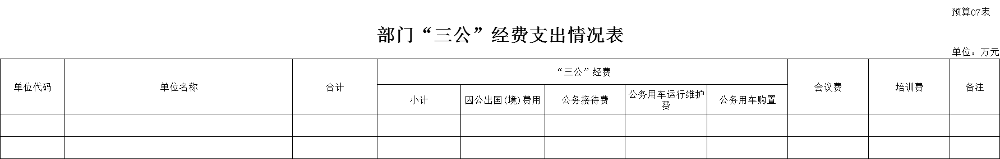 预算07表
部门“三公”经费支出情况表
单位：万元
单位代码
单位名称
合计
“三公”经费
会议费
培训费
备注
小计
因公出国(境)费用
公务接待费
公务用车运行维护
费
公务用车购置